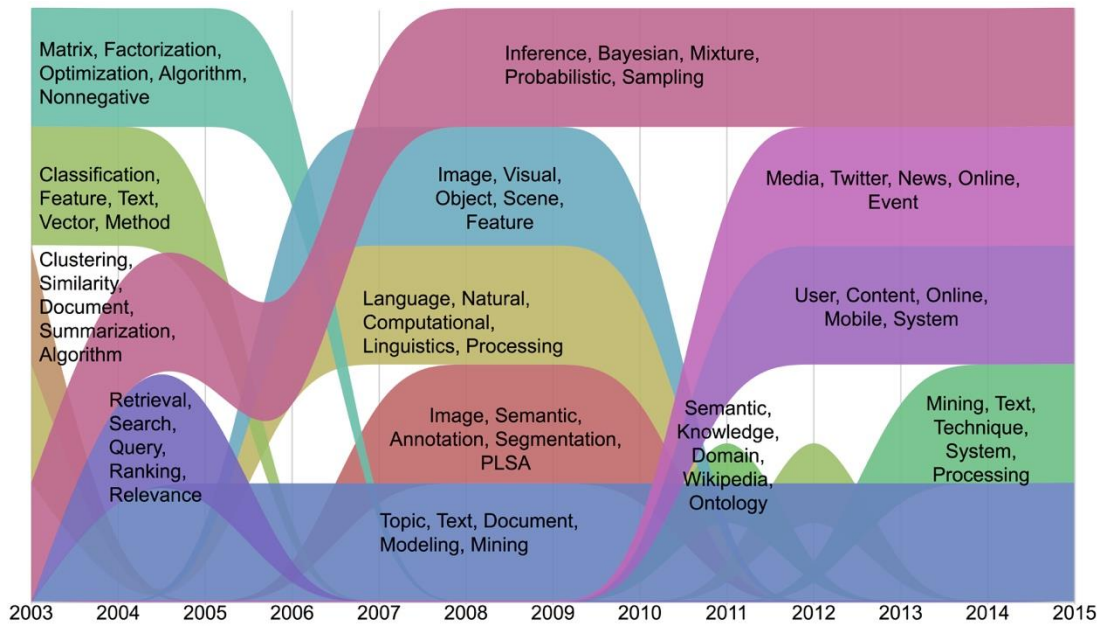 Matrix, Factorization,
Optimization, Algorithm,
Nonnegative
Inference, Bayesian, Mixture,
Probabilistic, Sampling
Classification,
Feature, Text,
Vector, Method
Image, Visual,
Object, Scene,
Feature
Media, Twitter, News, Online,
Event
Clustering,
Similarity,
Document,
Summarization,
Algorithm
Language, Natural,
Computational,
Linguistics, Processing
User, Content, Online,
Mobile, System
Retrieval,
Search,
Query,
Ranking,
Relevance
Image, Semantic,
Annotation, Segmentation,
PLSA
Semantic,
Knowledge,
Domain,
Wikipedia,
Ontology
Mining, Text,
Technique,
System,
Processing
Topic, Text, Document,
Modeling, Mining
2003 2004 2005 2006 2007 2008 2009 2010 2011 2012 2013 2014 2015